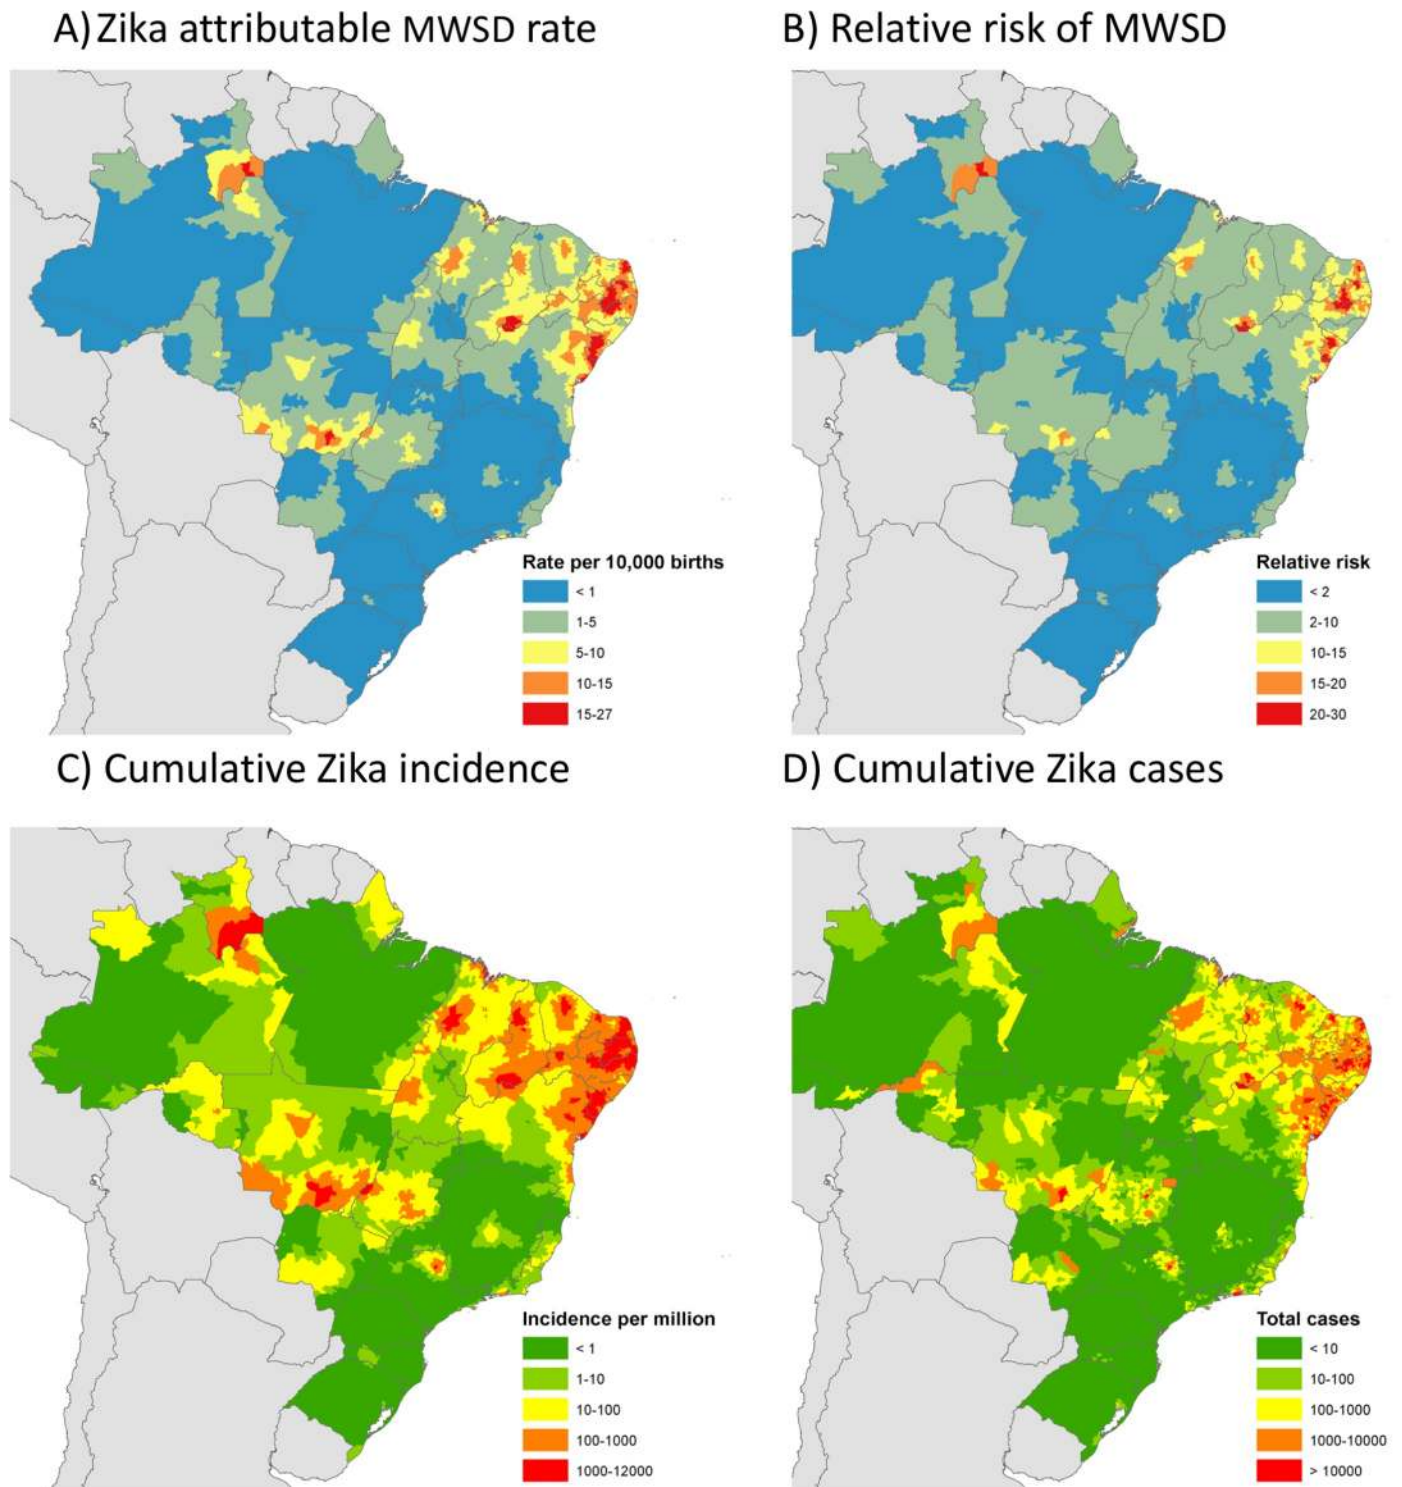 A) Zika attributable MWSD rate
B) Relative risk of MWSD
Rate per 10,000 births
< 1
1-5
5-10
10-15
15-27
Relative risk
< 2
2-10
10-15
15-20
20-30
C) Cumulative Zika incidence
D) Cumulative Zika cases
Incidence per million
< 1
1-10
10-100
100-1000
1000-12000
Total cases
< 10
10-100
100-1000
1000-10000
> 10000